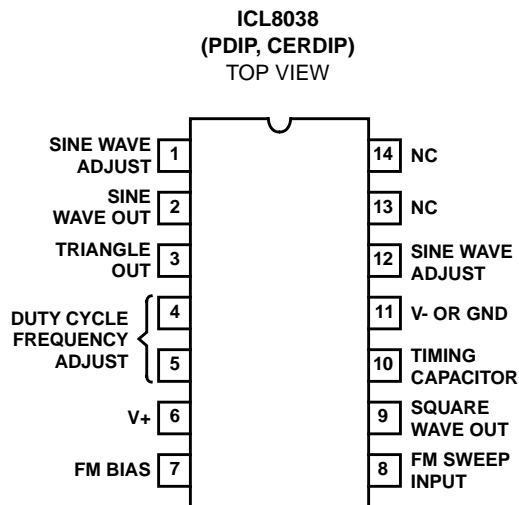 ICL8038
(PDIP, CERDIP)
TOP VIEW
SINE WAVE
ADJUST
1
14
NC
SINE
WAVE OUT
2
13
NC
TRIANGLE
OUT
3
12
SINE WAVE
ADJUST
DUTY CYCLE
FREQUENCY
ADJUST
4
5
11
V- OR GND
10
TIMING
CAPACITOR
V+
6
9
SQUARE
WAVE OUT
FM BIAS
7
8
FM SWEEP
INPUT